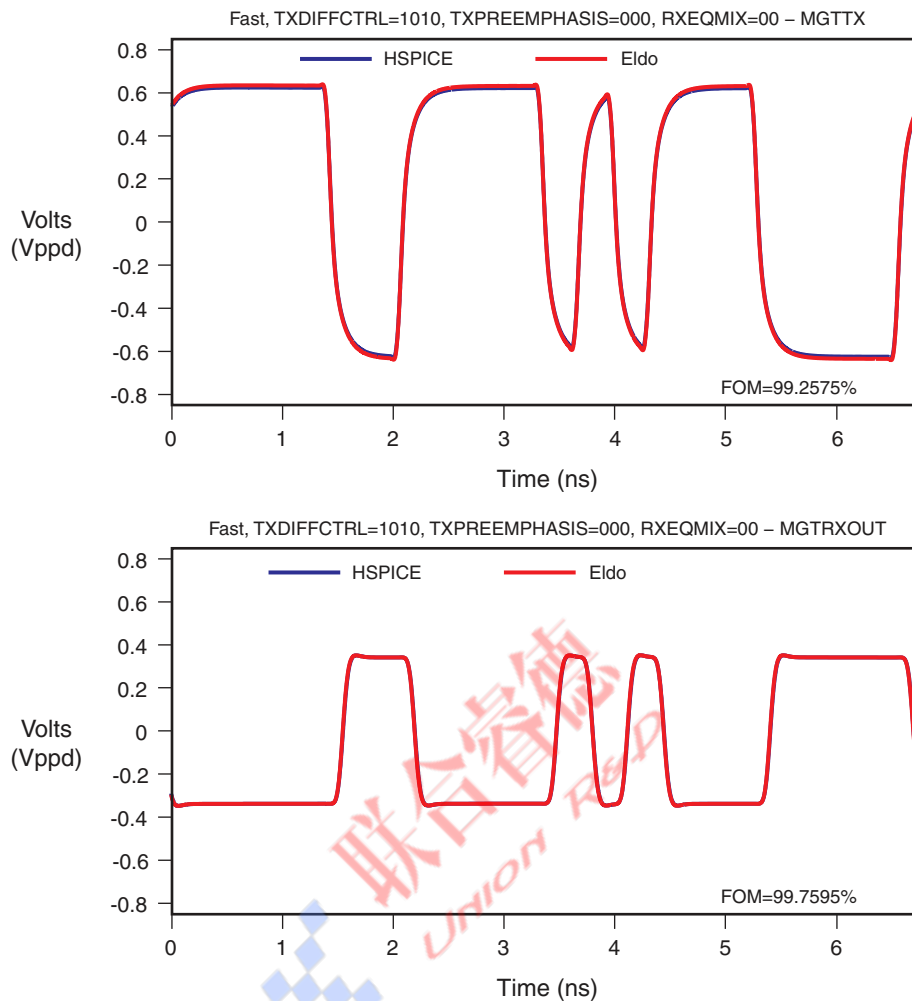 Fast, TXDIFFCTRL=1010, TXPREEMPHASIS=000, RXEQMIX=00 – MGTTX
HSPICE Eldo
0.8
0.6
0.4
0.2
0
-0.2
-0.4
-0.6
-0.8
Volts
(Vppd)
FOM=99.2575%
0 1 2 3 4 5 6
Time (ns)
Fast, TXDIFFCTRL=1010, TXPREEMPHASIS=000, RXEQMIX=00 – MGTRXOUT
HSPICE Eldo
0.8
0.6
0.4
0.2
0
-0.2
-0.4
-0.6
-0.8
Volts
(Vppd)
联合睿德
UNION R&D
FOM=99.7595%
0 1 2 3 4 5 6
Time (ns)